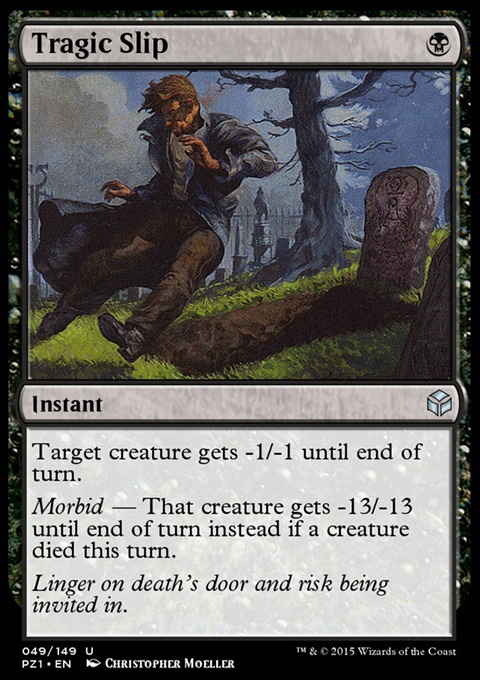 Tragic Slip
Instant
Target creature gets -1/-1 until end of
turn.
Morbid — That creature gets -13/-13
until end of turn instead if a creature
died this turn.
Linger on death's door and risk being
invited in.
049/149 U
PZ1 • EN Christopher Moeller
™ & © 2015 Wizards of the Coast